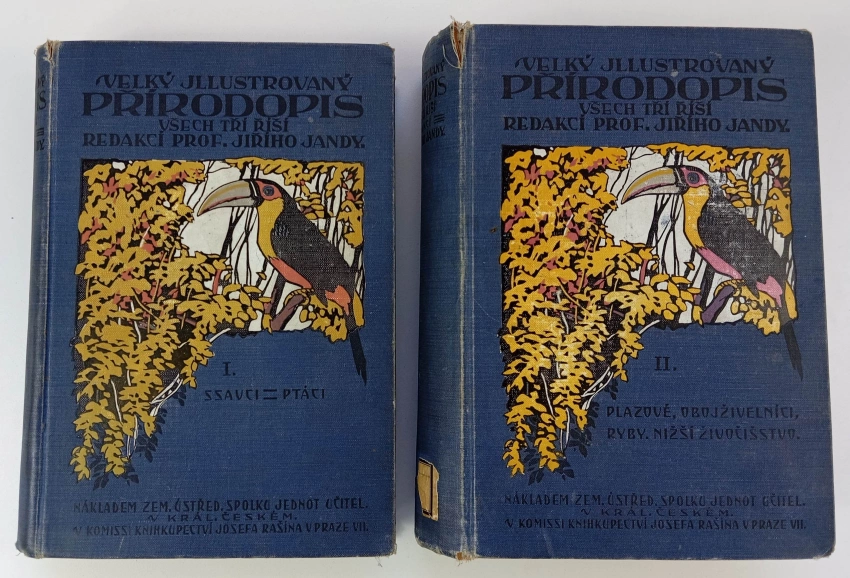 VELKÝ JLLUSTROVANÝ
PŘÍRODOPIS
VŠECH TŘÍ ŘÍŠÍ
REDAKCÍ PROF. JIŘÍHO JANDY.
I.
SSAVCI = PTÁCI
NÁKLADEM ZEM. ÚSTŘED. SPOLKU JEDNOT UČITEL.
V KRÁL. ČESKÉM.
V KOMISSI KNIHKUPECTVÍ JOSEFA RAŠÍNA V PRAZE VII.
VELKÝ JLLUSTROVANÝ
PŘÍRODOPIS
VŠECH TŘÍ ŘÍŠÍ
REDAKCÍ PROF. JIŘÍHO JANDY.
II.
PLAZOVÉ, OBOJŽIVELNÍCI,
RYBY. NIŽŠÍ ŽIVOČIŠSTVO.
NÁKLADEM ZEM. ÚSTŘED. SPOLKU JEDNOT UČITEL.
V KRÁL. ČESKÉM.
V KOMISSI KNIHKUPECTVÍ JOSEFA RAŠÍNA V PRAZE VII.